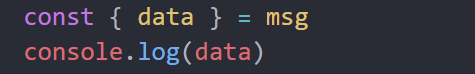 const { data } = msg
console.log(data)